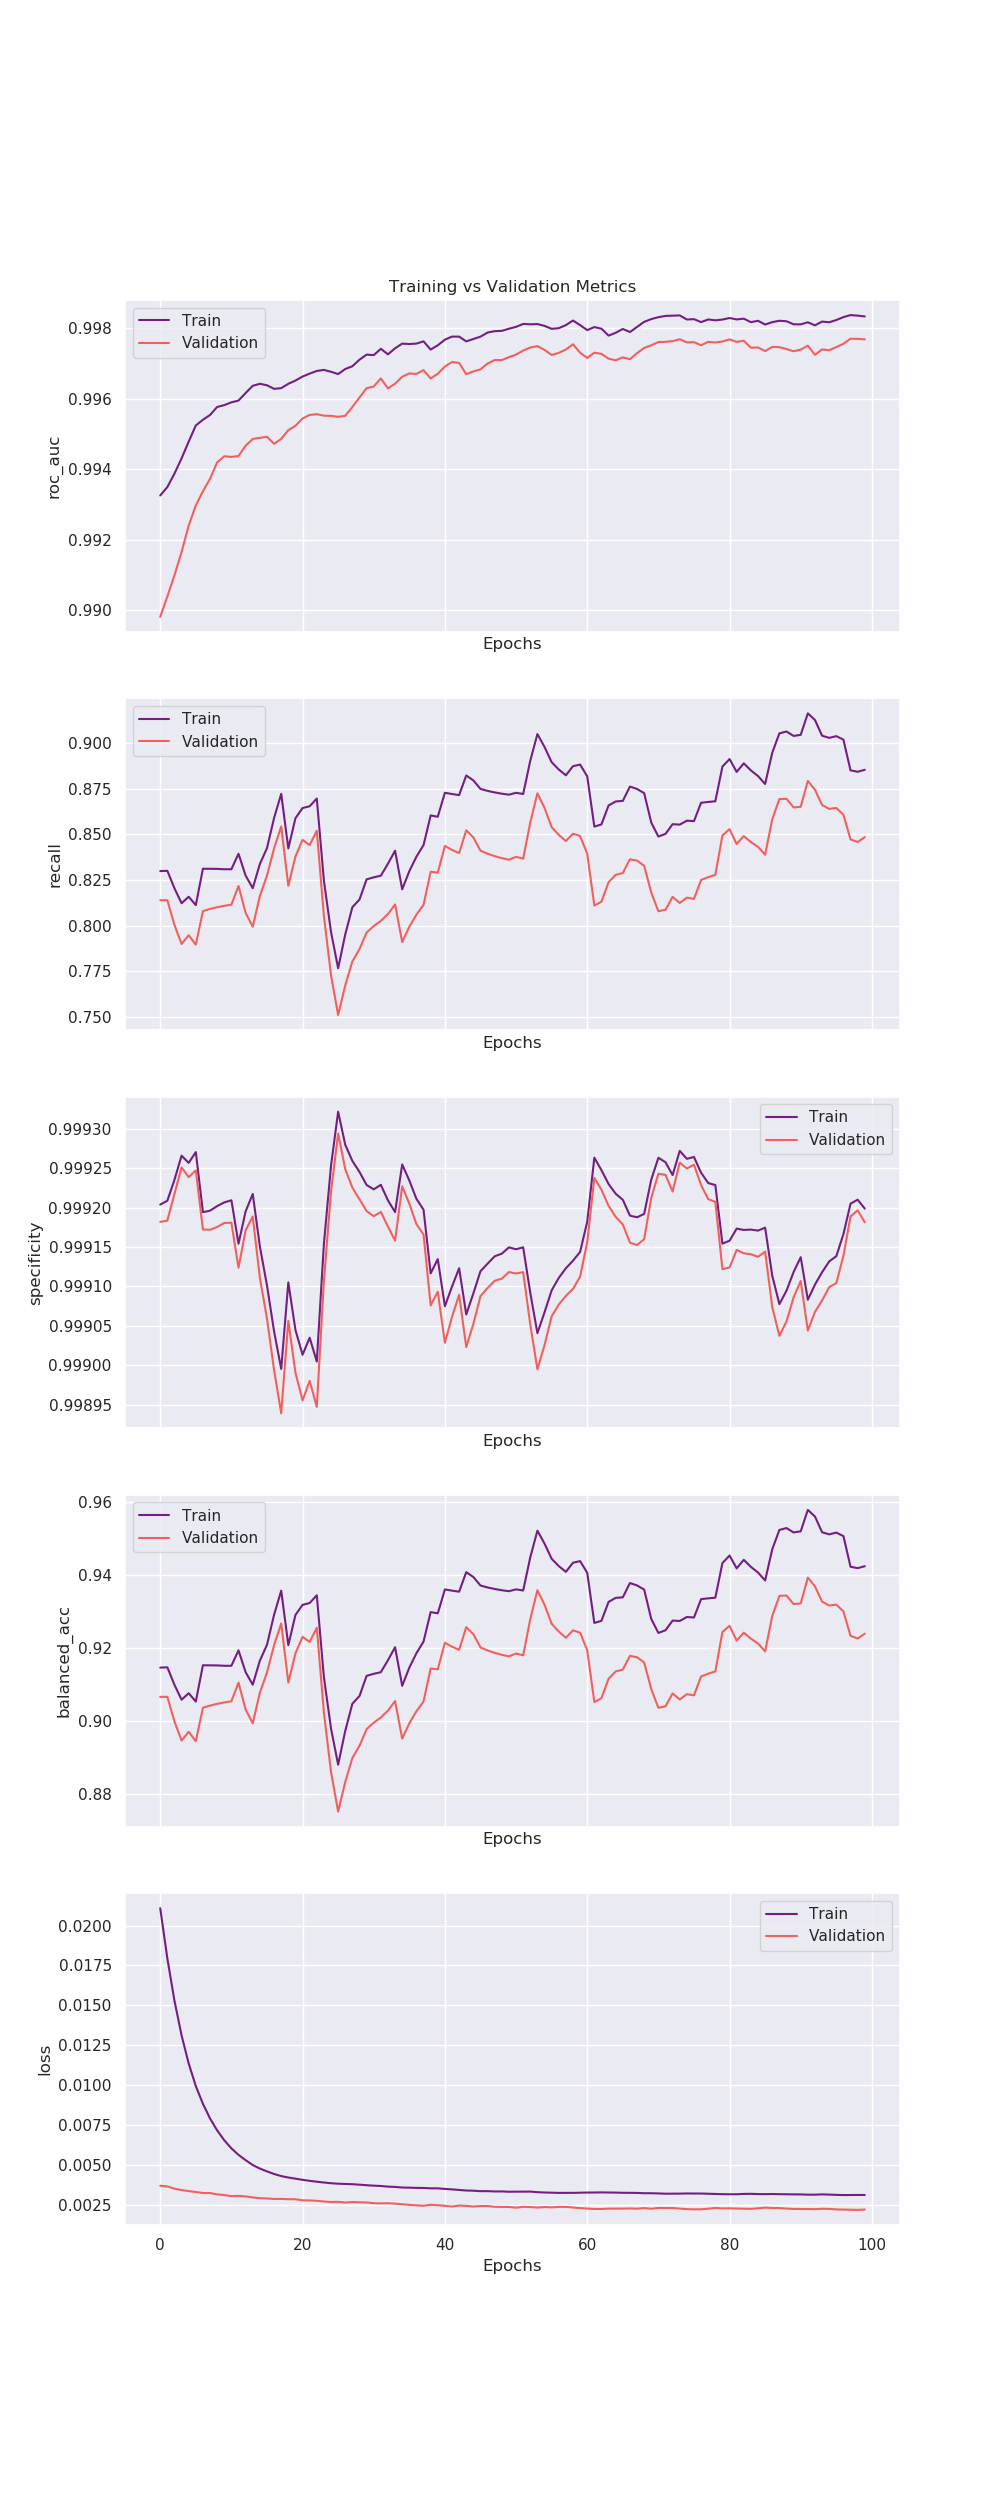 Training vs Validation Metrics
Train
Validation
0.998
0.996
0.994
0.992
0.990
roc_auc
Epochs
Train
Validation
0.900
0.875
0.850
0.825
0.800
0.775
0.750
recall
Epochs
Train
Validation
0.99930
0.99925
0.99920
0.99915
0.99910
0.99905
0.99900
0.99895
specificity
Epochs
Train
Validation
0.96
0.94
0.92
0.90
0.88
balanced_acc
Epochs
Train
Validation
0.0200
0.0175
0.0150
0.0125
0.0100
0.0075
0.0050
0.0025
loss
0 20 40 60 80 100
Epochs